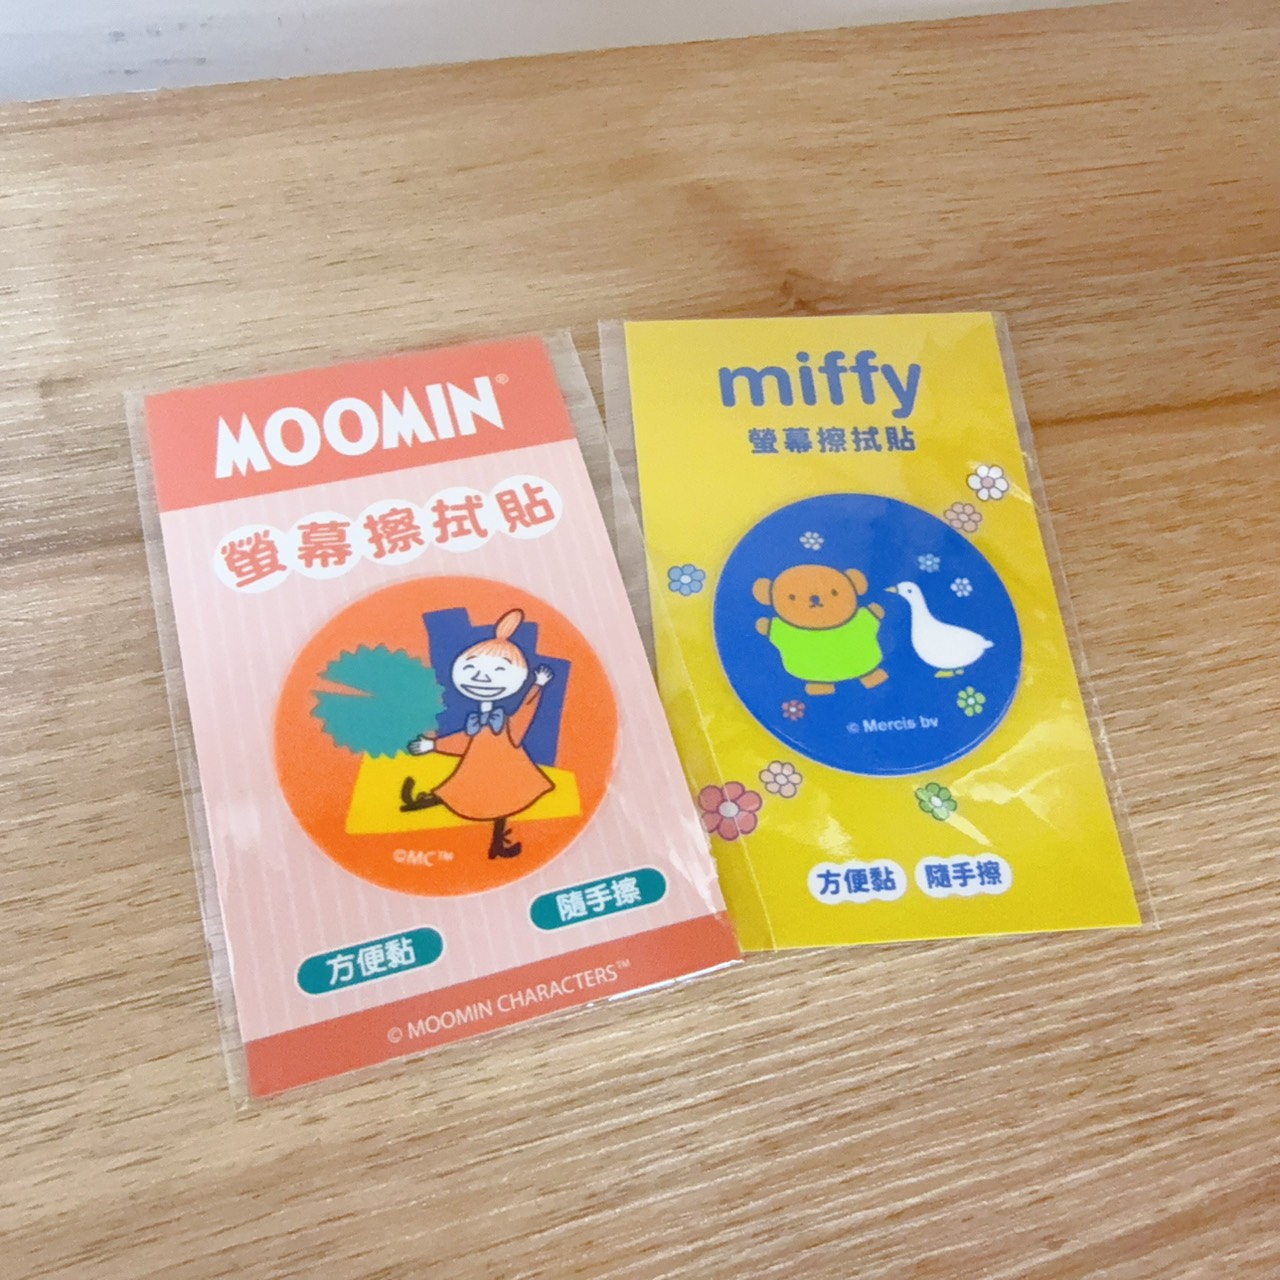 MOOMIN®
螢幕擦拭貼
©MC™
方便黏
隨手擦
© MOOMIN CHARACTERS™
miffy
螢幕擦拭貼
© Mercis bv
方便黏 隨手擦